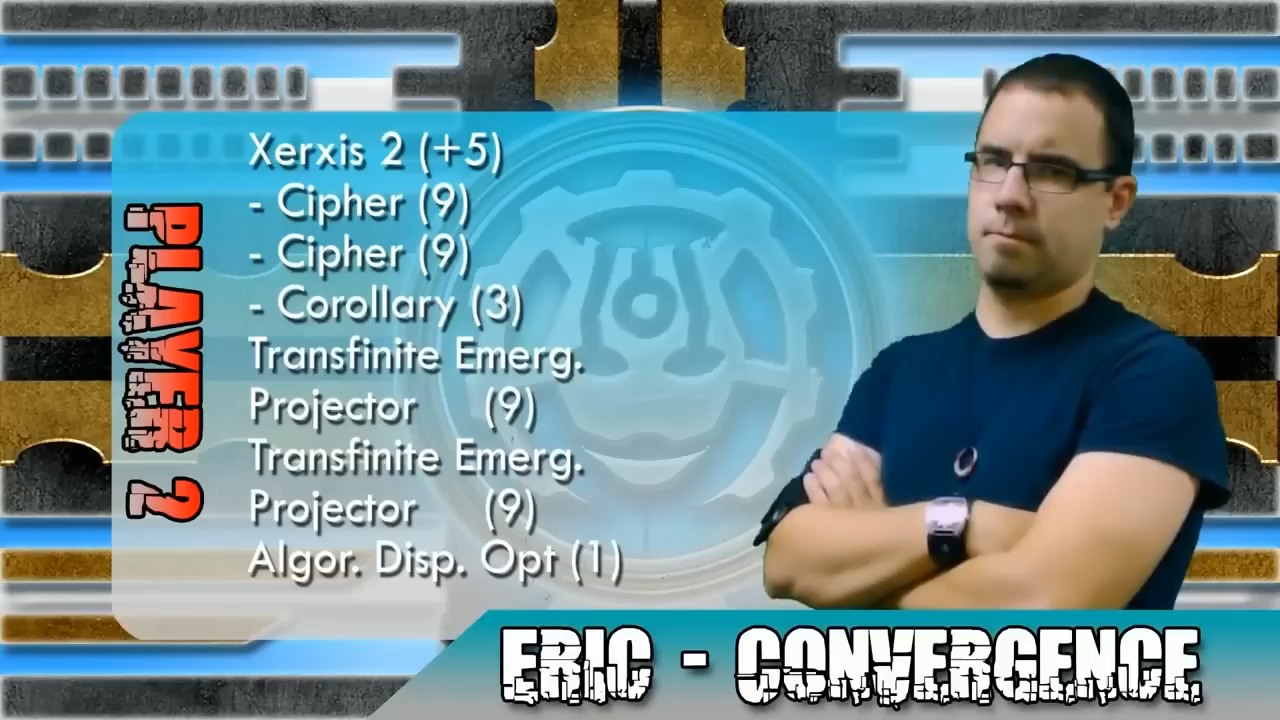 PLAYER 2
Xerxis 2 (+5)
- Cipher (9)
- Cipher (9)
- Corollary (3)
Transfinite Emerg.
Projector (9)
Transfinite Emerg.
Projector (9)
Algor. Disp. Opt (1)
ERIC - CONVERGENCE